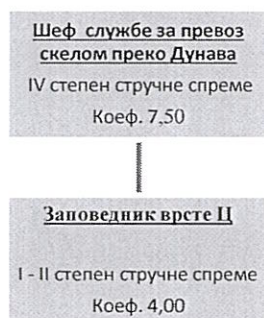 Шеф службе за превоз
скелом преко Дунава
IV степен стручне спреме
Коеф. 7,50
Заповедник врсте Ц
I - II степен стручне спреме
Коеф. 4,00